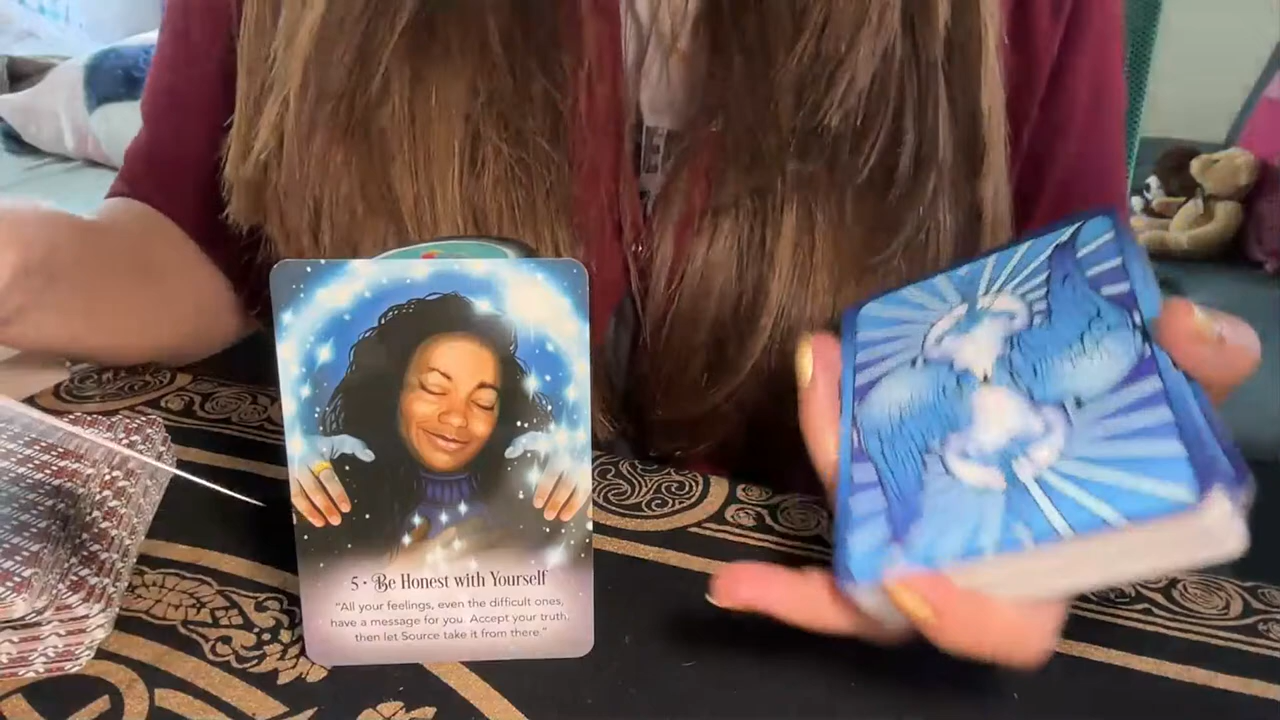 5 • Be Honest with Yourself
"All your feelings, even the difficult ones,
have a message for you. Accept your truth,
then let Source take it from there."